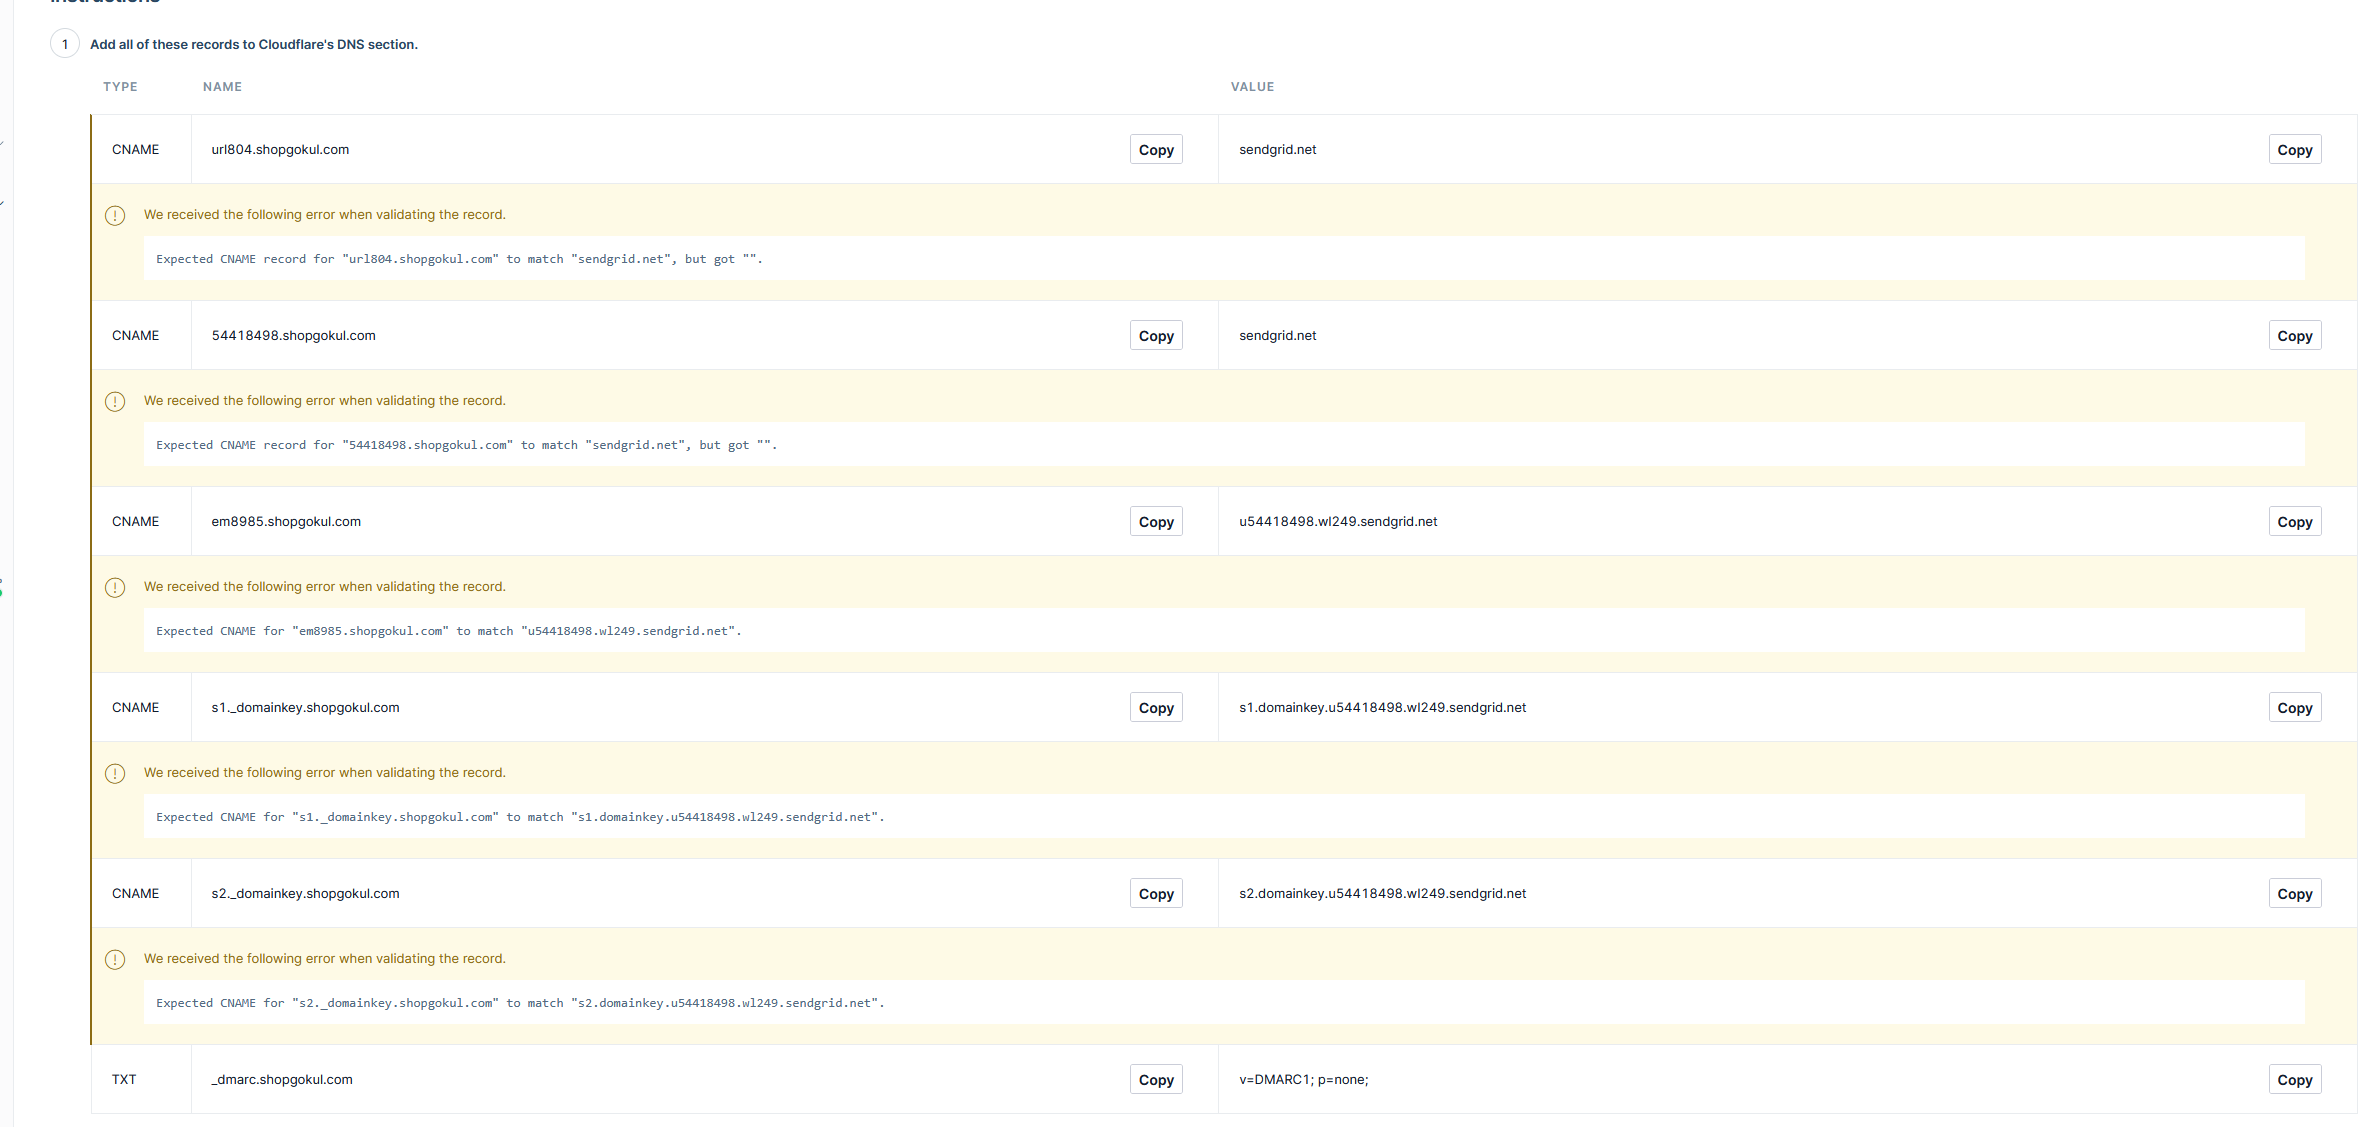 Instructions
1 Add all of these records to Cloudflare's DNS section.
TYPE NAME VALUE
CNAME url804.shopgokul.com Copy sendgrid.net Copy
We received the following error when validating the record.
Expected CNAME record for "url804.shopgokul.com" to match "sendgrid.net", but got "".
CNAME 54418498.shopgokul.com Copy sendgrid.net Copy
We received the following error when validating the record.
Expected CNAME record for "54418498.shopgokul.com" to match "sendgrid.net", but got "".
CNAME em8985.shopgokul.com Copy u54418498.wl249.sendgrid.net Copy
We received the following error when validating the record.
Expected CNAME for "em8985.shopgokul.com" to match "u54418498.wl249.sendgrid.net".
CNAME s1._domainkey.shopgokul.com Copy s1.domainkey.u54418498.wl249.sendgrid.net Copy
We received the following error when validating the record.
Expected CNAME for "s1._domainkey.shopgokul.com" to match "s1.domainkey.u54418498.wl249.sendgrid.net".
CNAME s2._domainkey.shopgokul.com Copy s2.domainkey.u54418498.wl249.sendgrid.net Copy
We received the following error when validating the record.
Expected CNAME for "s2._domainkey.shopgokul.com" to match "s2.domainkey.u54418498.wl249.sendgrid.net".
TXT _dmarc.shopgokul.com Copy v=DMARC1; p=none; Copy